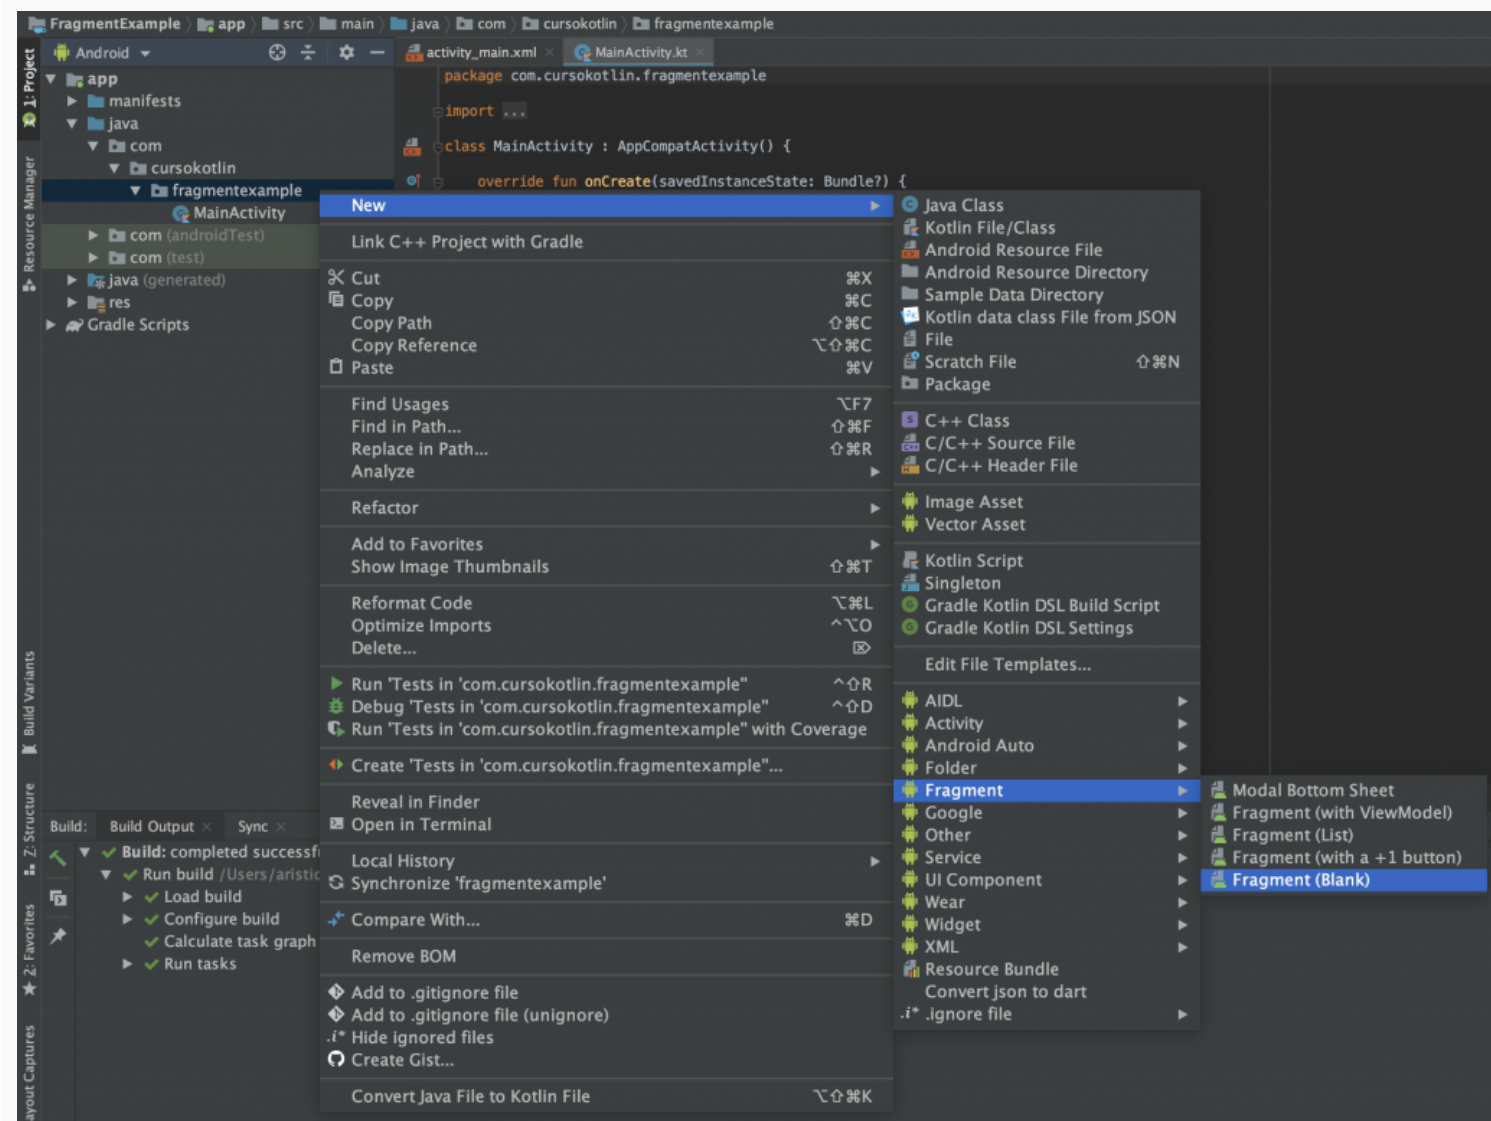 FragmentExample app src main java com cursokotlin fragmentexample
1: Project
Resource Manager
Build Variants
Z: Structure
2: Favorites
ayout Captures
Android
app
manifests
java
com
cursokotlin
fragmentexample
MainActivity
com (androidTest)
com (test)
java (generated)
res
Gradle Scripts
activity_main.xml MainActivity.kt
package com.cursokotlin.fragmentexample
import ...
class MainActivity : AppCompatActivity() {
override fun onCreate(savedInstanceState: Bundle?) {
New
Link C++ Project with Gradle
Cut ⌘X
Copy ⌘C
Copy Path ⇧⌘C
Copy Reference ⌥⇧⌘C
Paste ⌘V
Find Usages ⌥F7
Find in Path... ⇧⌘F
Replace in Path... ⇧⌘R
Analyze
Refactor
Add to Favorites
Show Image Thumbnails ⇧⌘T
Reformat Code ⌥⌘L
Optimize Imports ^⌥O
Delete... ⌦
Run 'Tests in 'com.cursokotlin.fragmentexample'' ^⇧R
Debug 'Tests in 'com.cursokotlin.fragmentexample'' ^⇧D
Run 'Tests in 'com.cursokotlin.fragmentexample'' with Coverage
Create 'Tests in 'com.cursokotlin.fragmentexample''...
Reveal in Finder
Open in Terminal
Local History
Synchronize 'fragmentexample'
Compare With... ⌘D
Remove BOM
Add to .gitignore file
Add to .gitignore file (unignore)
.i* Hide ignored files
Create Gist...
Convert Java File to Kotlin File ⌥⇧⌘K
Java Class
Kotlin File/Class
Android Resource File
Android Resource Directory
Sample Data Directory
Kotlin data class File from JSON
File
Scratch File ⇧⌘N
Package
C++ Class
C/C++ Source File
C/C++ Header File
Image Asset
Vector Asset
Kotlin Script
Singleton
Gradle Kotlin DSL Build Script
Gradle Kotlin DSL Settings
Edit File Templates...
AIDL
Activity
Android Auto
Folder
Fragment
Google
Other
Service
UI Component
Wear
Widget
XML
Resource Bundle
Convert json to dart
.i* .ignore file
Modal Bottom Sheet
Fragment (with ViewModel)
Fragment (List)
Fragment (with a +1 button)
Fragment (Blank)
Build: Build Output Sync
Build: completed successf
Run build /Users/aristic
Load build
Configure build
Calculate task graph
Run tasks